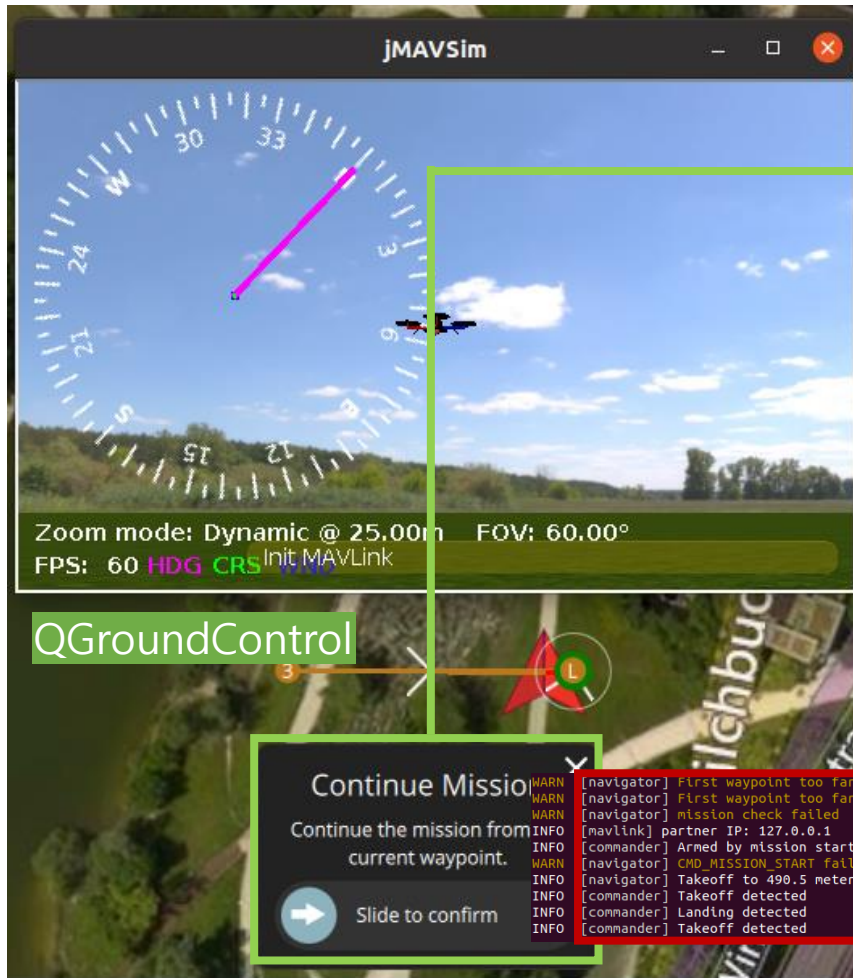 jMAVSim
30
33
W
3
24
6
21
E
S
15
12
Zoom mode: Dynamic @ 25.00m FOV: 60.00°
FPS: 60 HDG CRS WND
Init MAVLink
QGroundControl
3
L
Continue Missio
Continue the mission from
current waypoint.
Slide to confirm
WARN [navigator] First waypoint too far
WARN [navigator] First waypoint too far
WARN [navigator] mission check failed
INFO [mavlink] partner IP: 127.0.0.1
INFO [commander] Armed by mission start
WARN [navigator] CMD_MISSION_START fail
INFO [navigator] Takeoff to 490.5 meter
INFO [commander] Takeoff detected
INFO [commander] Landing detected
INFO [commander] Takeoff detected